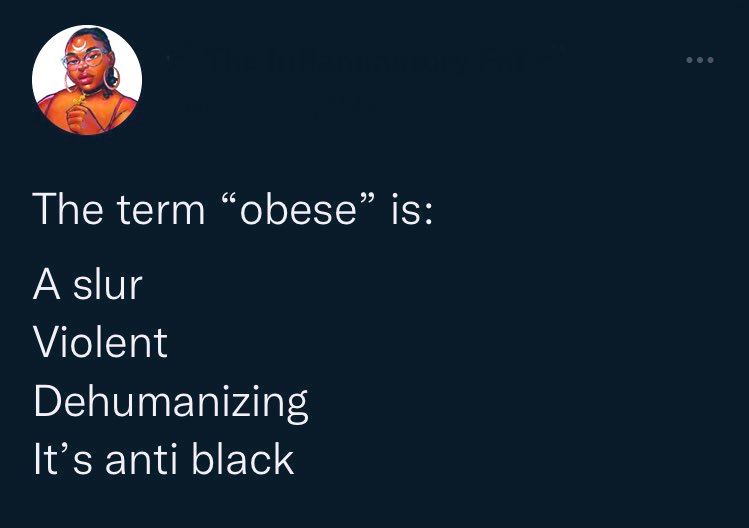 The term “obese” is:
A slur
Violent
Dehumanizing
It’s anti black